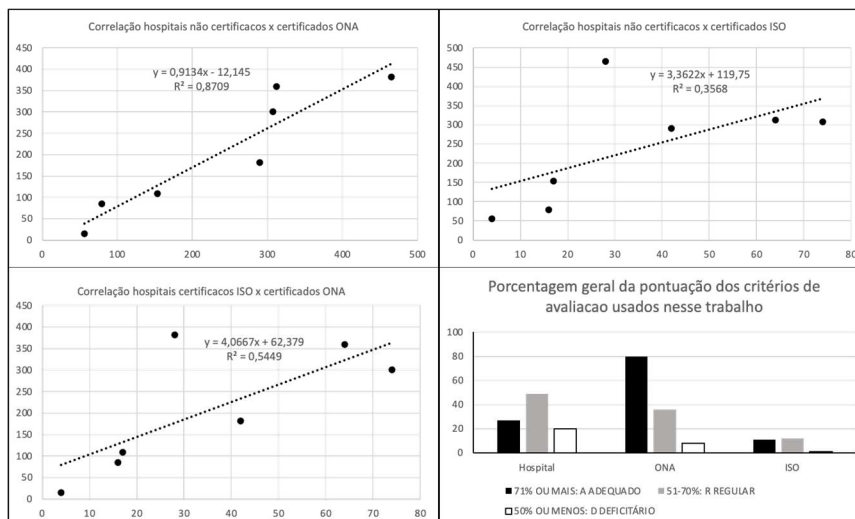 Correlação hospitais não certificacos x certificados ONA
450
400
350
300
250
200
150
100
50
0
y = 0,9134x - 12,145
R² = 0,8709
0 100 200 300 400 500
Correlação hospitais não certificacos x certificados ISO
500
450
400
350
300
250
200
150
100
50
0
y = 3,3622x + 119,75
R² = 0,3568
0 10 20 30 40 50 60 70 80
Correlação hospitais certificacos ISO x certificados ONA
450
400
350
300
250
200
150
100
50
0
y = 4,0667x + 62,379
R² = 0,5449
0 10 20 30 40 50 60 70 80
Porcentagem geral da pontuação dos critérios de
avaliacao usados nesse trabalho
100
80
60
40
20
0
Hospital ONA ISO
71% OU MAIS: A ADEQUADO 51-70%: R REGULAR
50% OU MENOS: D DEFICITÁRIO